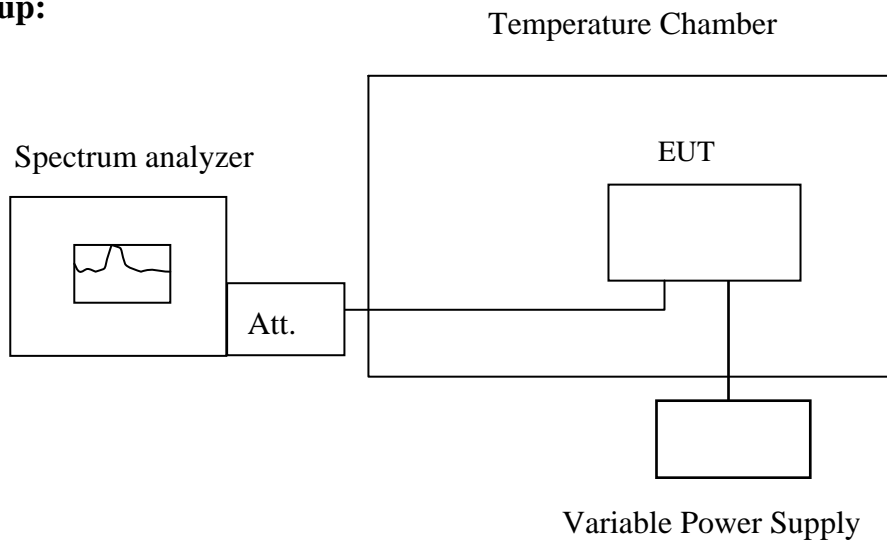 up:
Temperature Chamber
Spectrum analyzer
EUT
Att.
Variable Power Supply